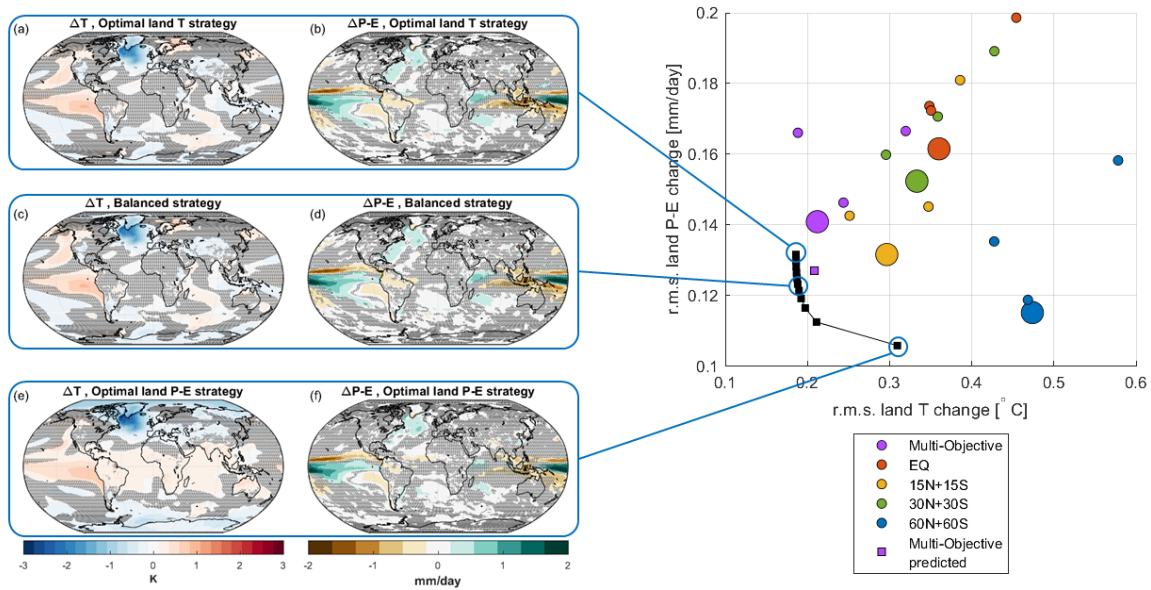 (a) ΔT , Optimal land T strategy
(b) ΔP-E , Optimal land T strategy
(c) ΔT , Balanced strategy
(d) ΔP-E , Balanced strategy
(e) ΔT , Optimal land P-E strategy
(f) ΔP-E , Optimal land P-E strategy
-3 -2 -1 0 1 2 3
K
-2 -1 0 1 2
mm/day
0.2
0.18
0.16
0.14
0.12
0.1
r.m.s. land P-E change [mm/day]
0.1 0.2 0.3 0.4 0.5 0.6
r.m.s. land T change [° C]
Multi-Objective
EQ
15N+15S
30N+30S
60N+60S
Multi-Objective
predicted